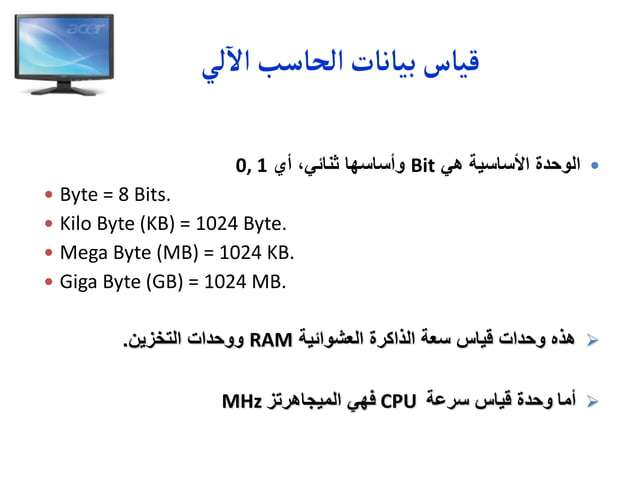 acer
قياس بيانات الحاسب الآلي
الوحدة الأساسية هي Bit وأساسها ثنائي، أي 0, 1
Byte = 8 Bits.
Kilo Byte (KB) = 1024 Byte.
Mega Byte (MB) = 1024 KB.
Giga Byte (GB) = 1024 MB.
هذه وحدات قياس سعة الذاكرة العشوائية RAM ووحدات التخزين.
أما وحدة قياس سرعة CPU فهي الميجاهرتز MHz